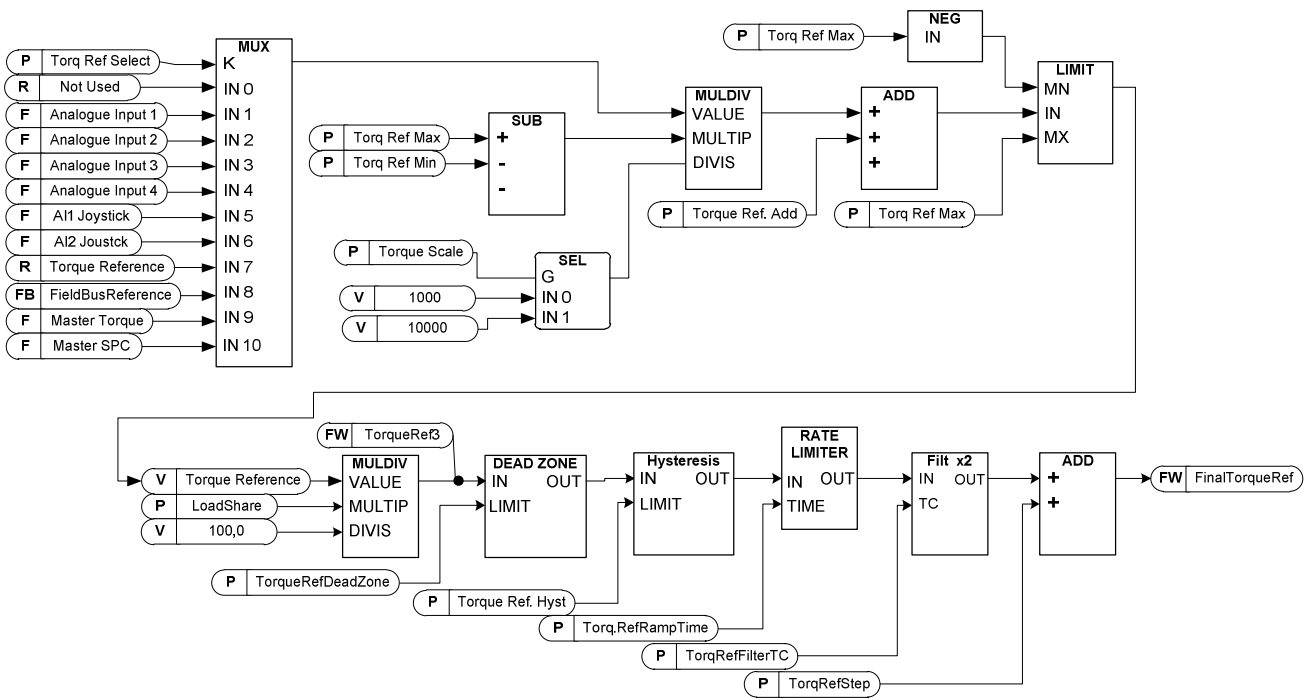 NEG
P Torq Ref Max
IN
MUX
P Torq Ref Select
K
R Not Used
IN 0
F Analogue Input 1
IN 1
F Analogue Input 2
IN 2
F Analogue Input 3
IN 3
F Analogue Input 4
IN 4
F AI1 Joystick
IN 5
F AI2 Joustck
IN 6
R Torque Reference
IN 7
FB FieldBusReference
IN 8
F Master Torque
IN 9
F Master SPC
IN 10
SUB
P Torq Ref Max
+
P Torq Ref Min
-
-
SEL
P Torque Scale
G
V 1000
IN 0
V 10000
IN 1
MULDIV
VALUE
MULTIP
DIVIS
P Torque Ref. Add
ADD
+
+
+
P Torq Ref Max
LIMIT
MN
IN
MX
FW TorqueRef3
MULDIV
V Torque Reference
VALUE
P LoadShare
MULTIP
V 100,0
DIVIS
DEAD ZONE
IN OUT
LIMIT
P TorqueRefDeadZone
Hysteresis
IN OUT
LIMIT
P Torque Ref. Hyst
RATE
LIMITER
IN OUT
TIME
P Torq.RefRampTime
Filt x2
IN OUT
TC
P TorqRefFilterTC
ADD
+
+
P TorqRefStep
FW FinalTorqueRef